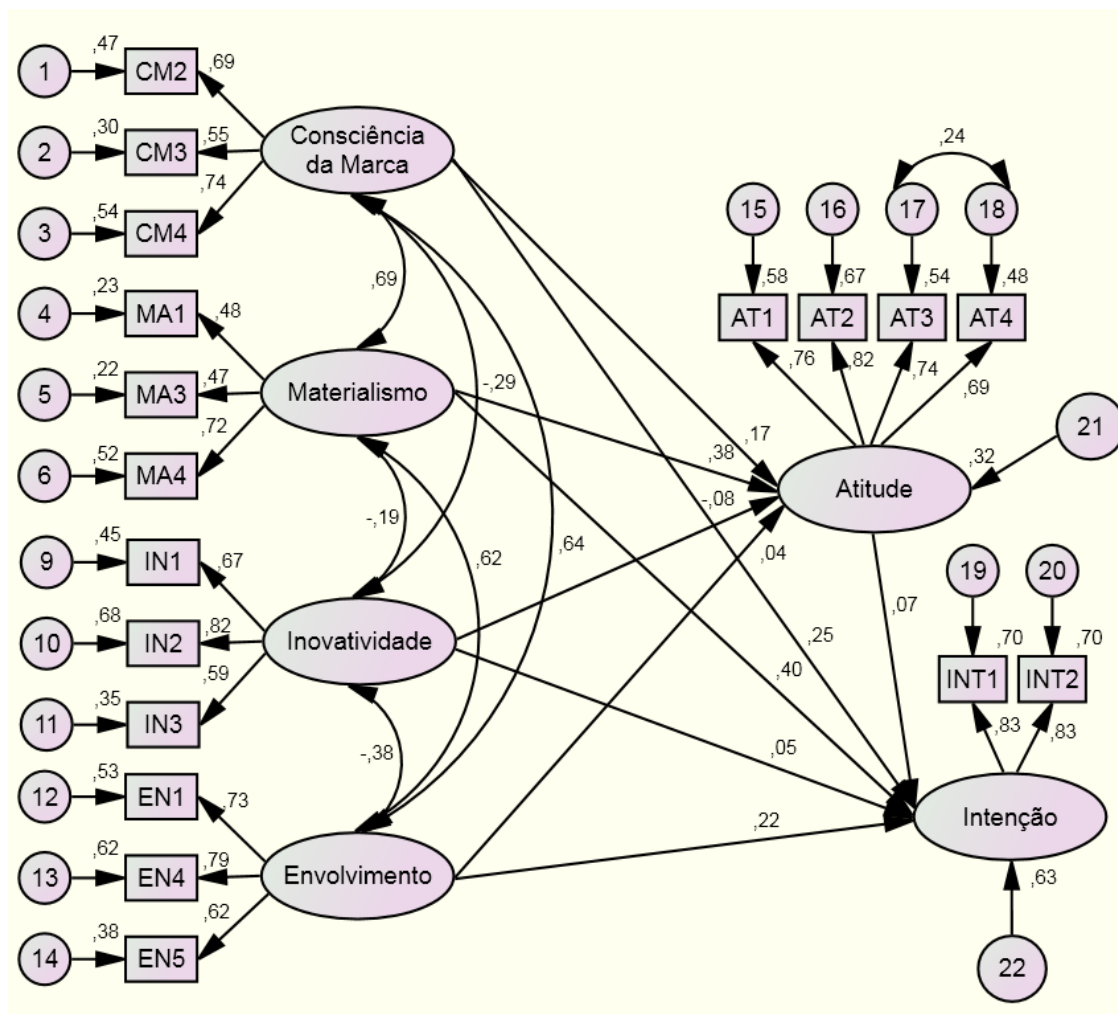 1
,47
CM2
,69
2
,30
CM3
,55
Consciência
da Marca
3
,54
CM4
,74
4
,23
MA1
,48
5
,22
MA3
,47
Materialismo
6
,52
MA4
,72
9
,45
IN1
,67
10
,68
IN2
,82
Inovatividade
11
,35
IN3
,59
12
,53
EN1
,73
13
,62
EN4
,79
Envolvimento
14
,38
EN5
,62
,69
-,29
-,19
,62
,64
-,38
,17
,38
-,08
,04
,25
,40
,05
,22
,07
,24
15
16
17
18
,58
,67
,54
,48
AT1
AT2
AT3
AT4
,76
,82
,74
,69
21
,32
Atitude
19
20
,70
,70
INT1
INT2
,83
,83
Intenção
,63
22